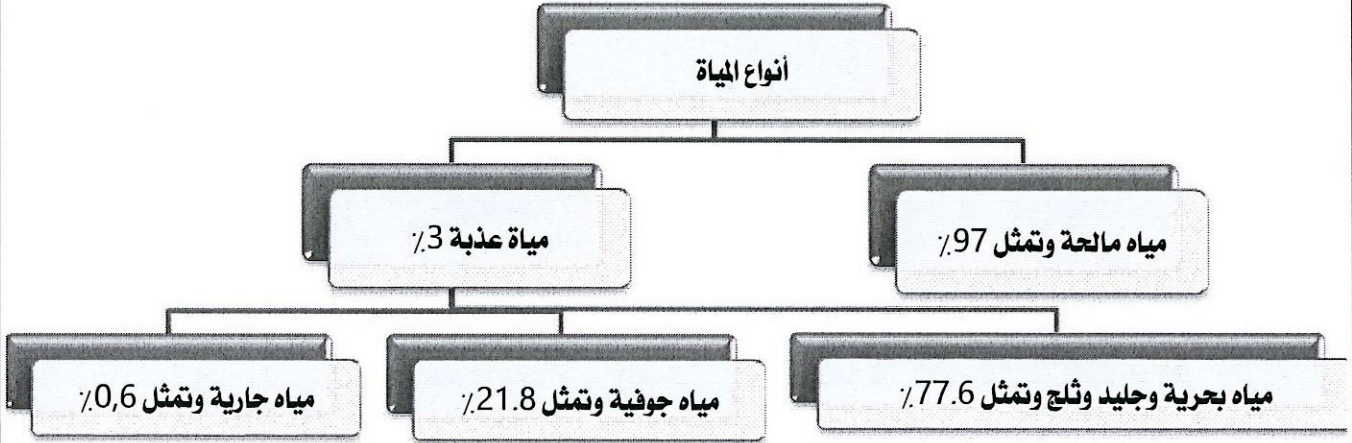 أنواع المياة
مياه مالحة وتمثل 97٪
مياة عذبة 3٪
مياه بحرية وجليد وثلج وتمثل 77.6٪
مياه جوفية وتمثل 21.8٪
مياه جارية وتمثل 0,6٪